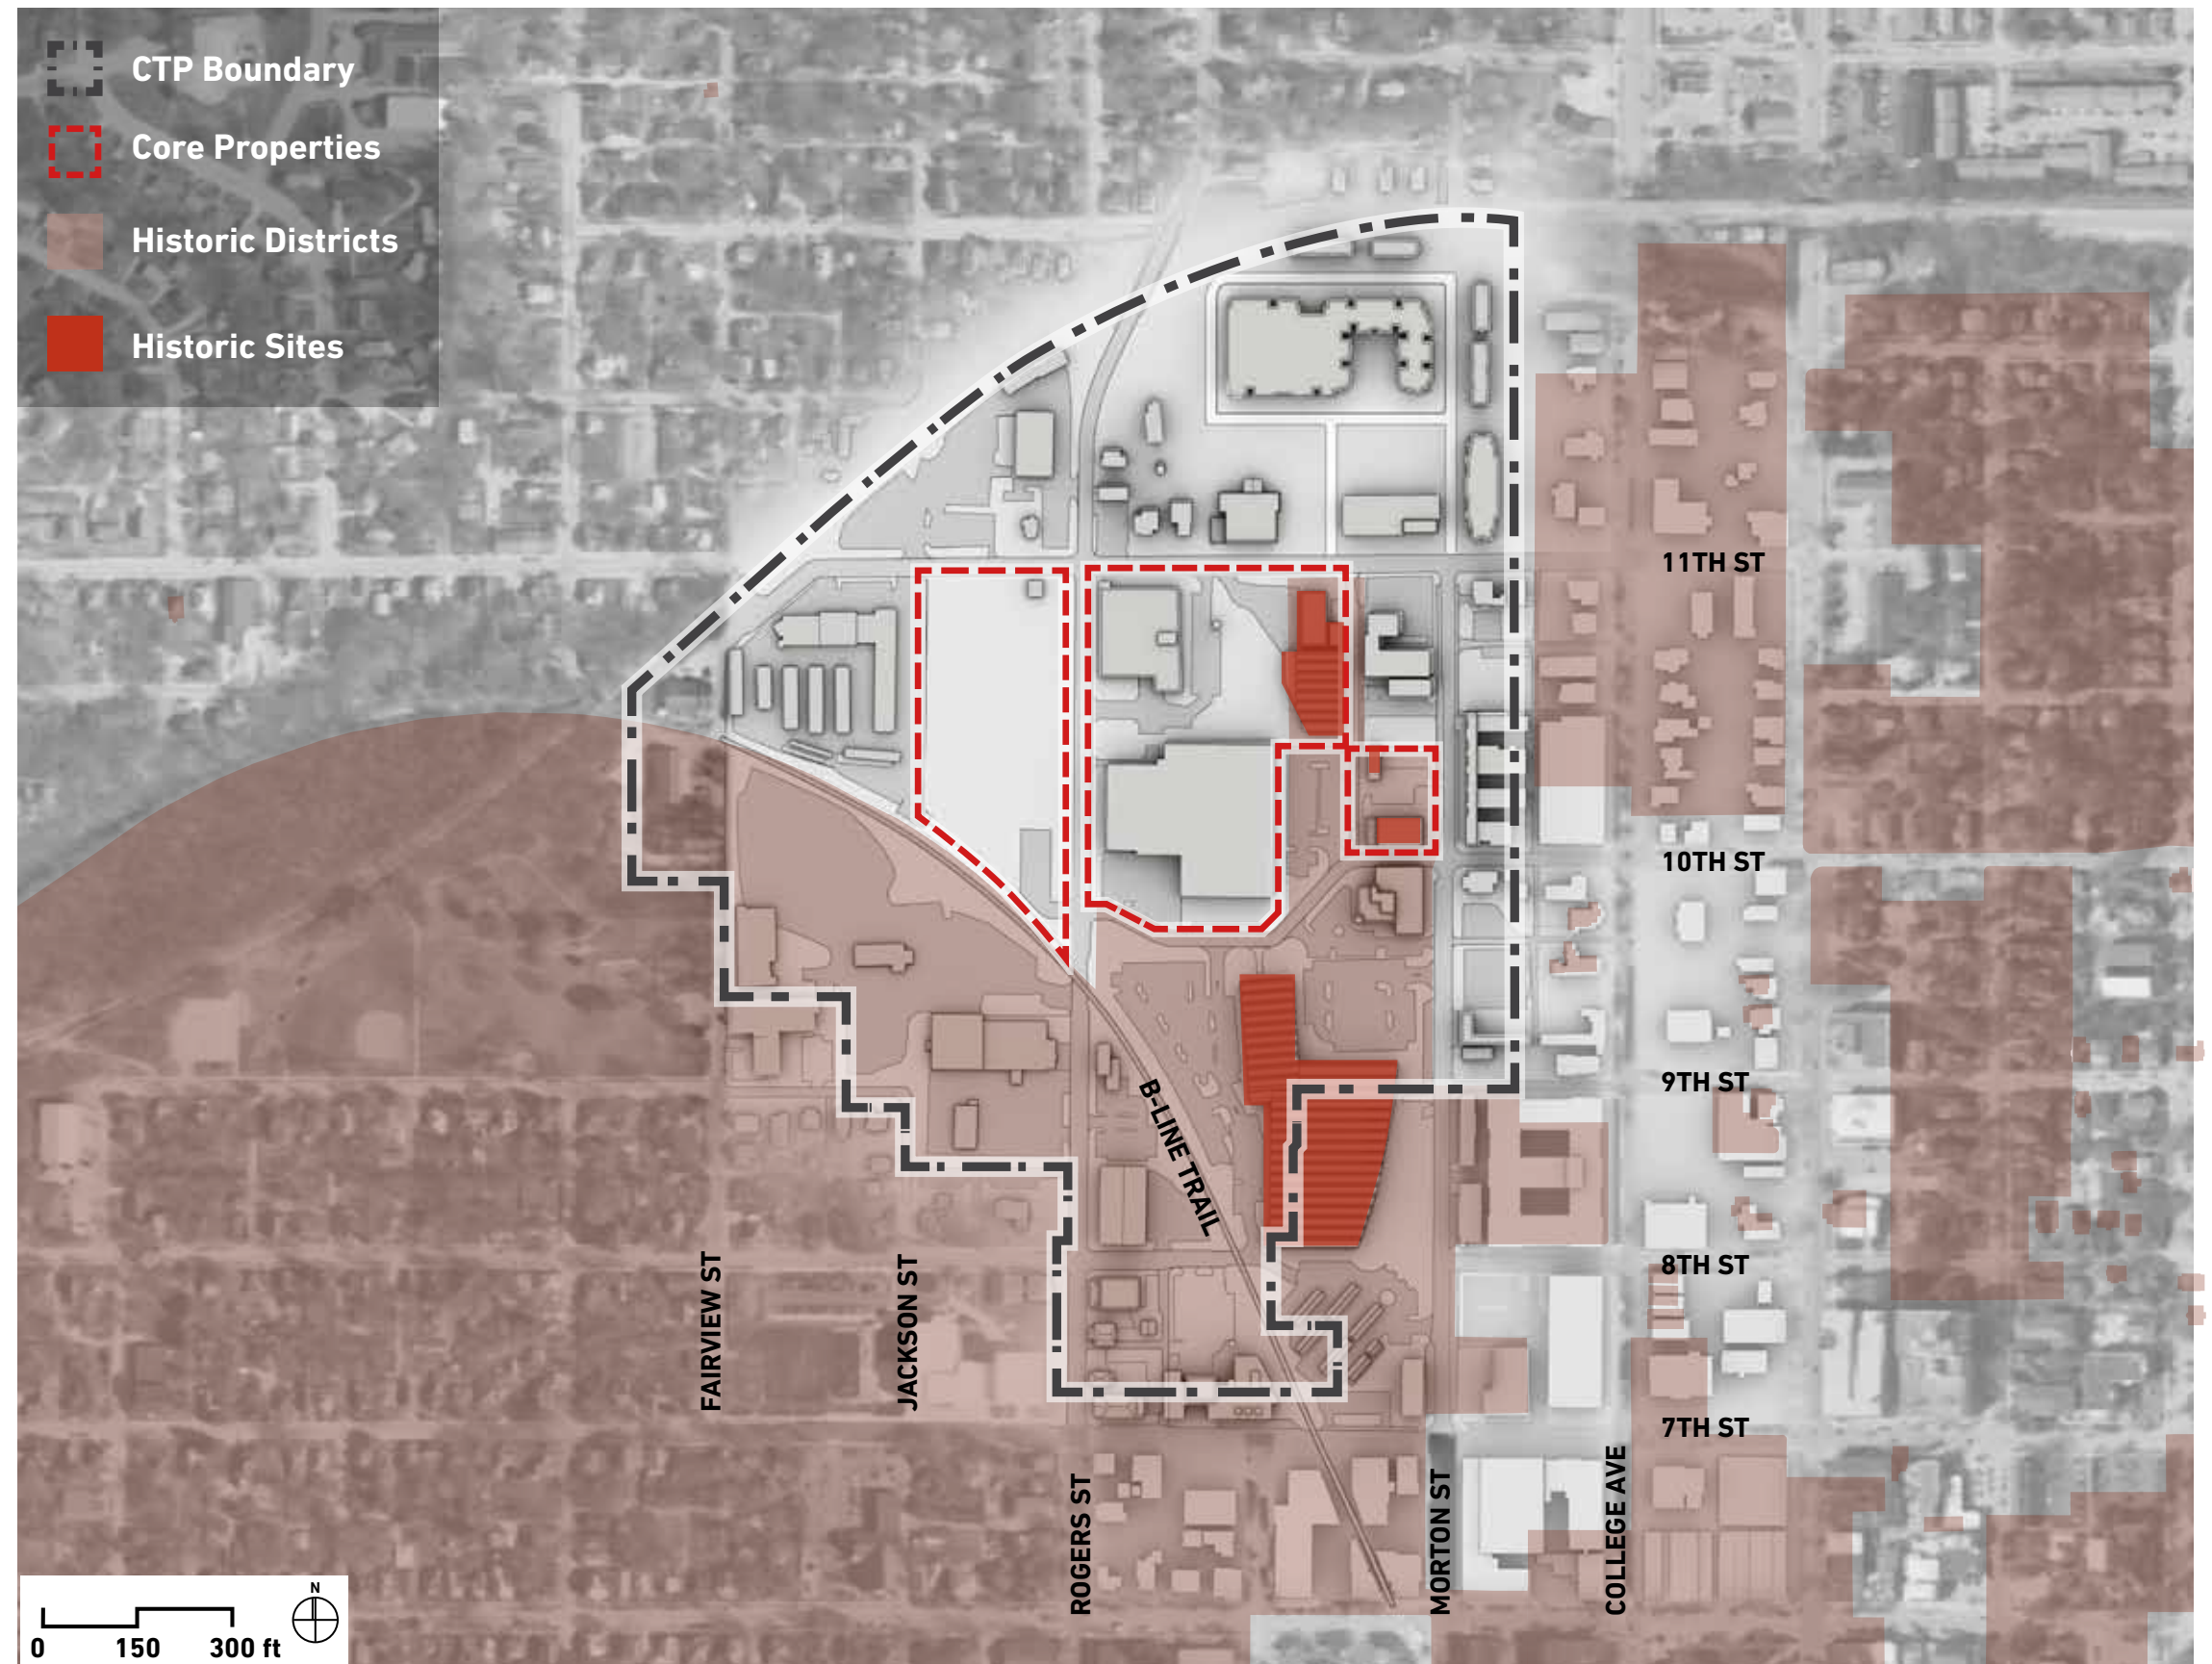 CTP Boundary
Core Properties
Historic Districts
Historic Sites
11TH ST
10TH ST
9TH ST
8TH ST
7TH ST
B-LINE TRAIL
FAIRVIEW ST
JACKSON ST
ROGERS ST
MORTON ST
COLLEGE AVE
N
0 150 300 ft